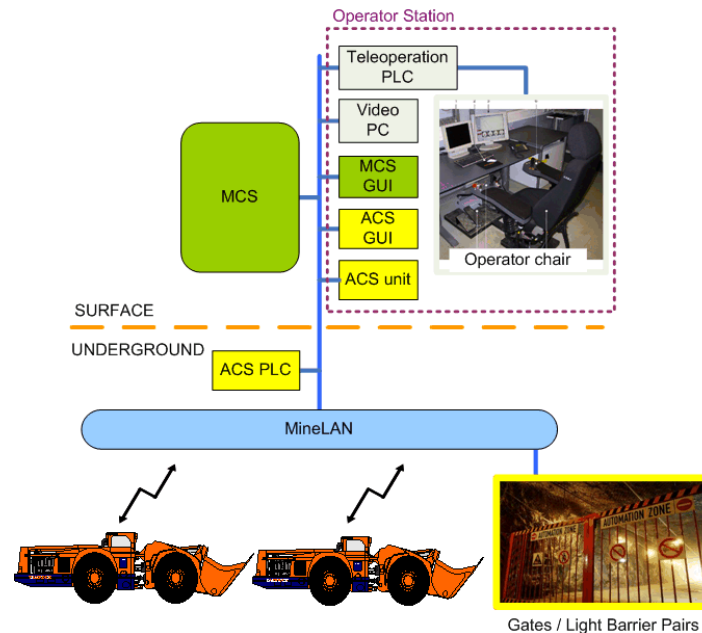 Operator Station
Teleoperation
PLC
Video
PC
MCS
MCS
GUI
ACS
GUI
ACS unit
Operator chair
SURFACE
UNDERGROUND
ACS PLC
MineLAN
AUTOMATION ZONE
Gates / Light Barrier Pairs